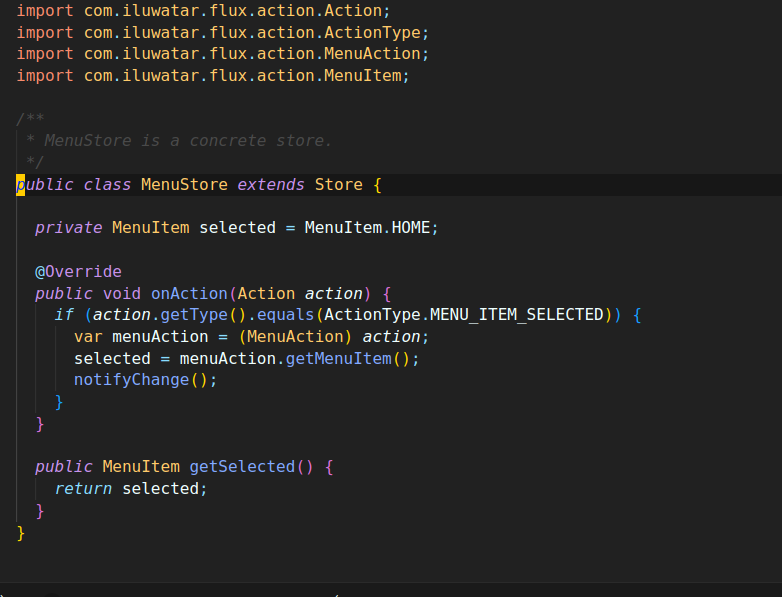 import com.iluwatar.flux.action.Action;
import com.iluwatar.flux.action.ActionType;
import com.iluwatar.flux.action.MenuAction;
import com.iluwatar.flux.action.MenuItem;
/**
 * MenuStore is a concrete store.
 */
public class MenuStore extends Store {
  private MenuItem selected = MenuItem.HOME;
  @Override
  public void onAction(Action action) {
    if (action.getType().equals(ActionType.MENU_ITEM_SELECTED)) {
      var menuAction = (MenuAction) action;
      selected = menuAction.getMenuItem();
      notifyChange();
    }
  }
  public MenuItem getSelected() {
    return selected;
  }
}